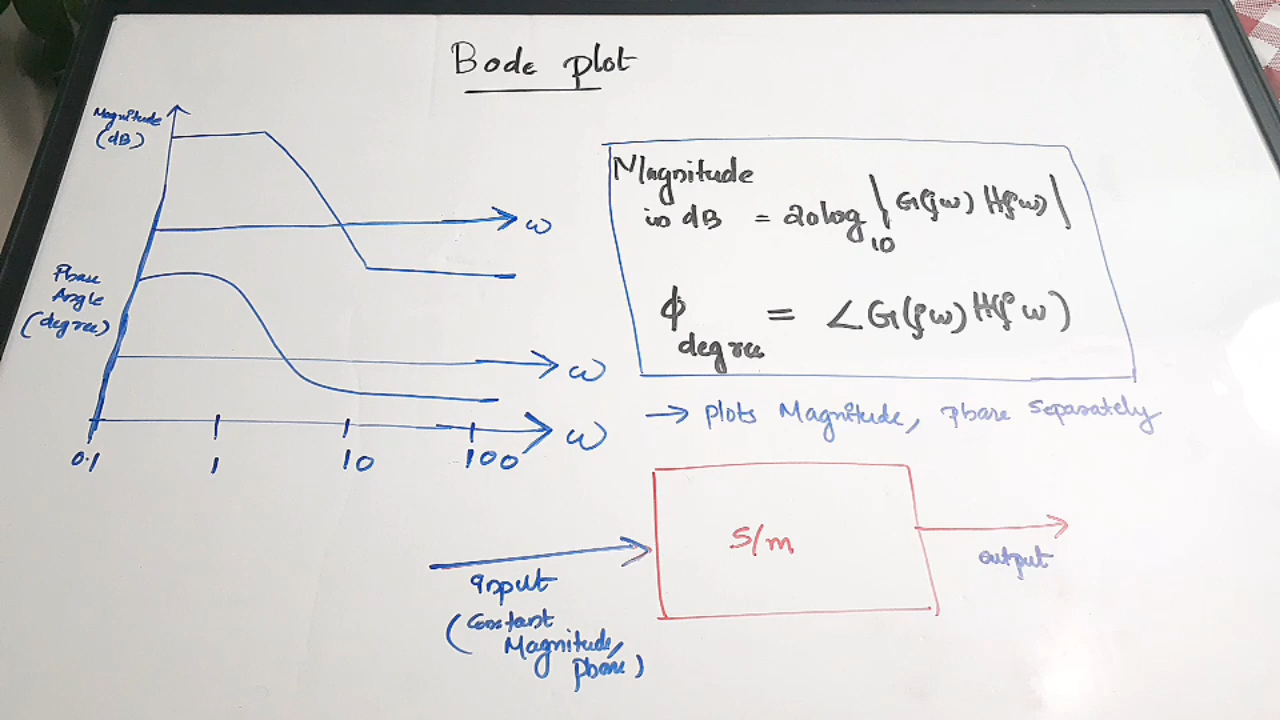 Bode plot
Magnitude
(dB)
ω
Phase
Angle
(degree)
ω
ω
0.1 1 10 100
Magnitude
in dB = 20log10 |G(jω) H(jω)|
ϕdegree = ∠G(jω)H(jω)
→ Plots Magnitude, phase separately
S/m
output
input
(Constant
Magnitude,
phase)